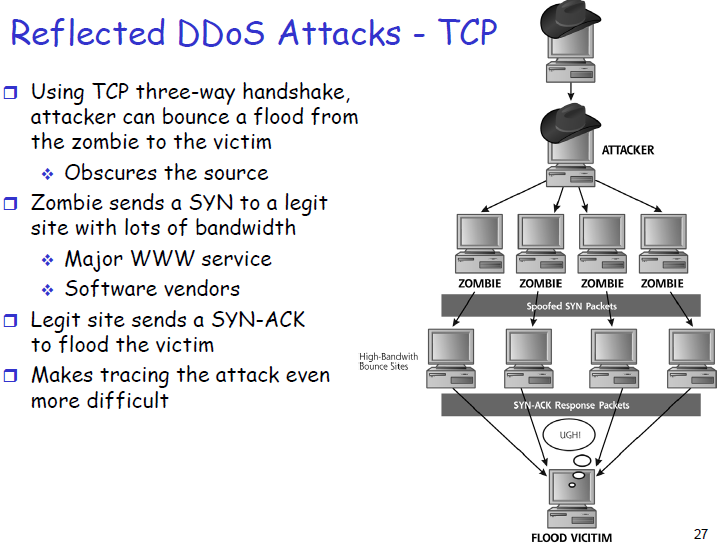 Reflected DDoS Attacks - TCP
Using TCP three-way handshake,
attacker can bounce a flood from
the zombie to the victim
Obscures the source
Zombie sends a SYN to a legit
site with lots of bandwidth
Major WWW service
Software vendors
Legit site sends a SYN-ACK
to flood the victim
Makes tracing the attack even
more difficult
ATTACKER
ZOMBIE ZOMBIE ZOMBIE ZOMBIE
Spoofed SYN Packets
High-Bandwith
Bounce Sites
SYN-ACK Response Packets
UGH!
FLOOD VICITIM
27